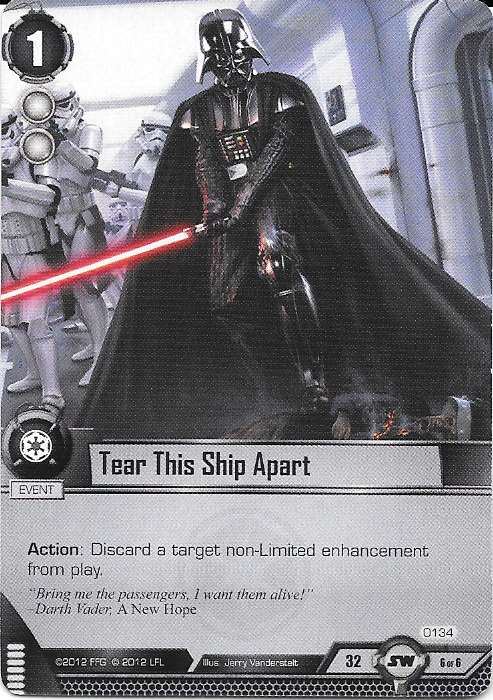 1
Tear This Ship Apart
EVENT
Action: Discard a target non-Limited enhancement
from play.
"Bring me the passengers, I want them alive!"
–Darth Vader, A New Hope
0134
©2012 FFG © 2012 LFL
Illus. Jerry Vanderstelt
32
SW
6 of 6